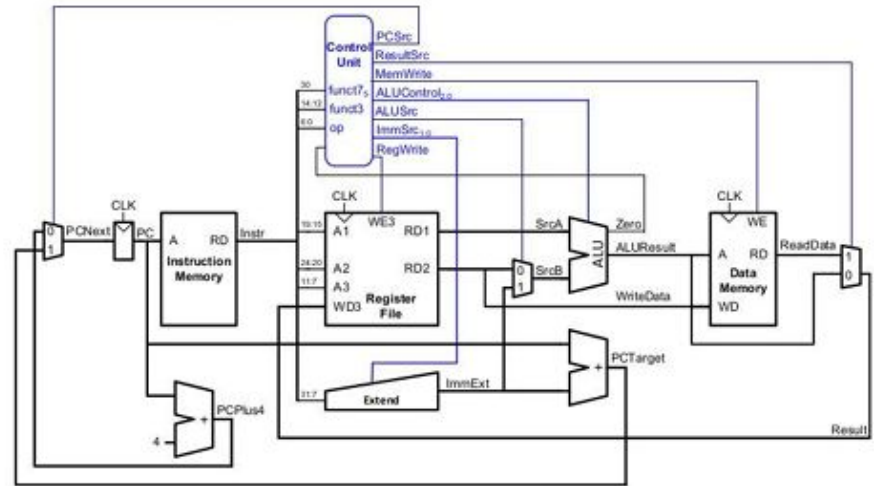 PCSrc
Control
Unit
ResultSrc
MemWrite
30
funct7₅
ALUControl₂:₀
14:12
funct3
ALUSrc
6:0
op
ImmSrc₁:₀
RegWrite
CLK
CLK
CLK
0
1
PCNext
PC
A
RD
Instr
Instruction
Memory
19:15
A1
WE3
RD1
SrcA
Zero
WE
24:20
A2
RD2
0
1
SrcB
ALU
ALUResult
A
RD
ReadData
1
0
11:7
A3
Data
Memory
WD3
Register
File
WriteData
WD
+
PCTarget
31:7
Extend
ImmExt
PCPlus4
+
4
Result